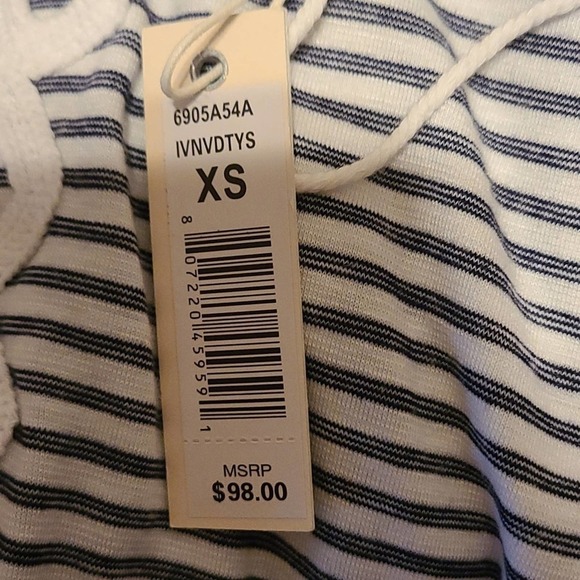 6905A54A
IVNVDTYS
XS
8 07220 45959 1
MSRP
$98.00